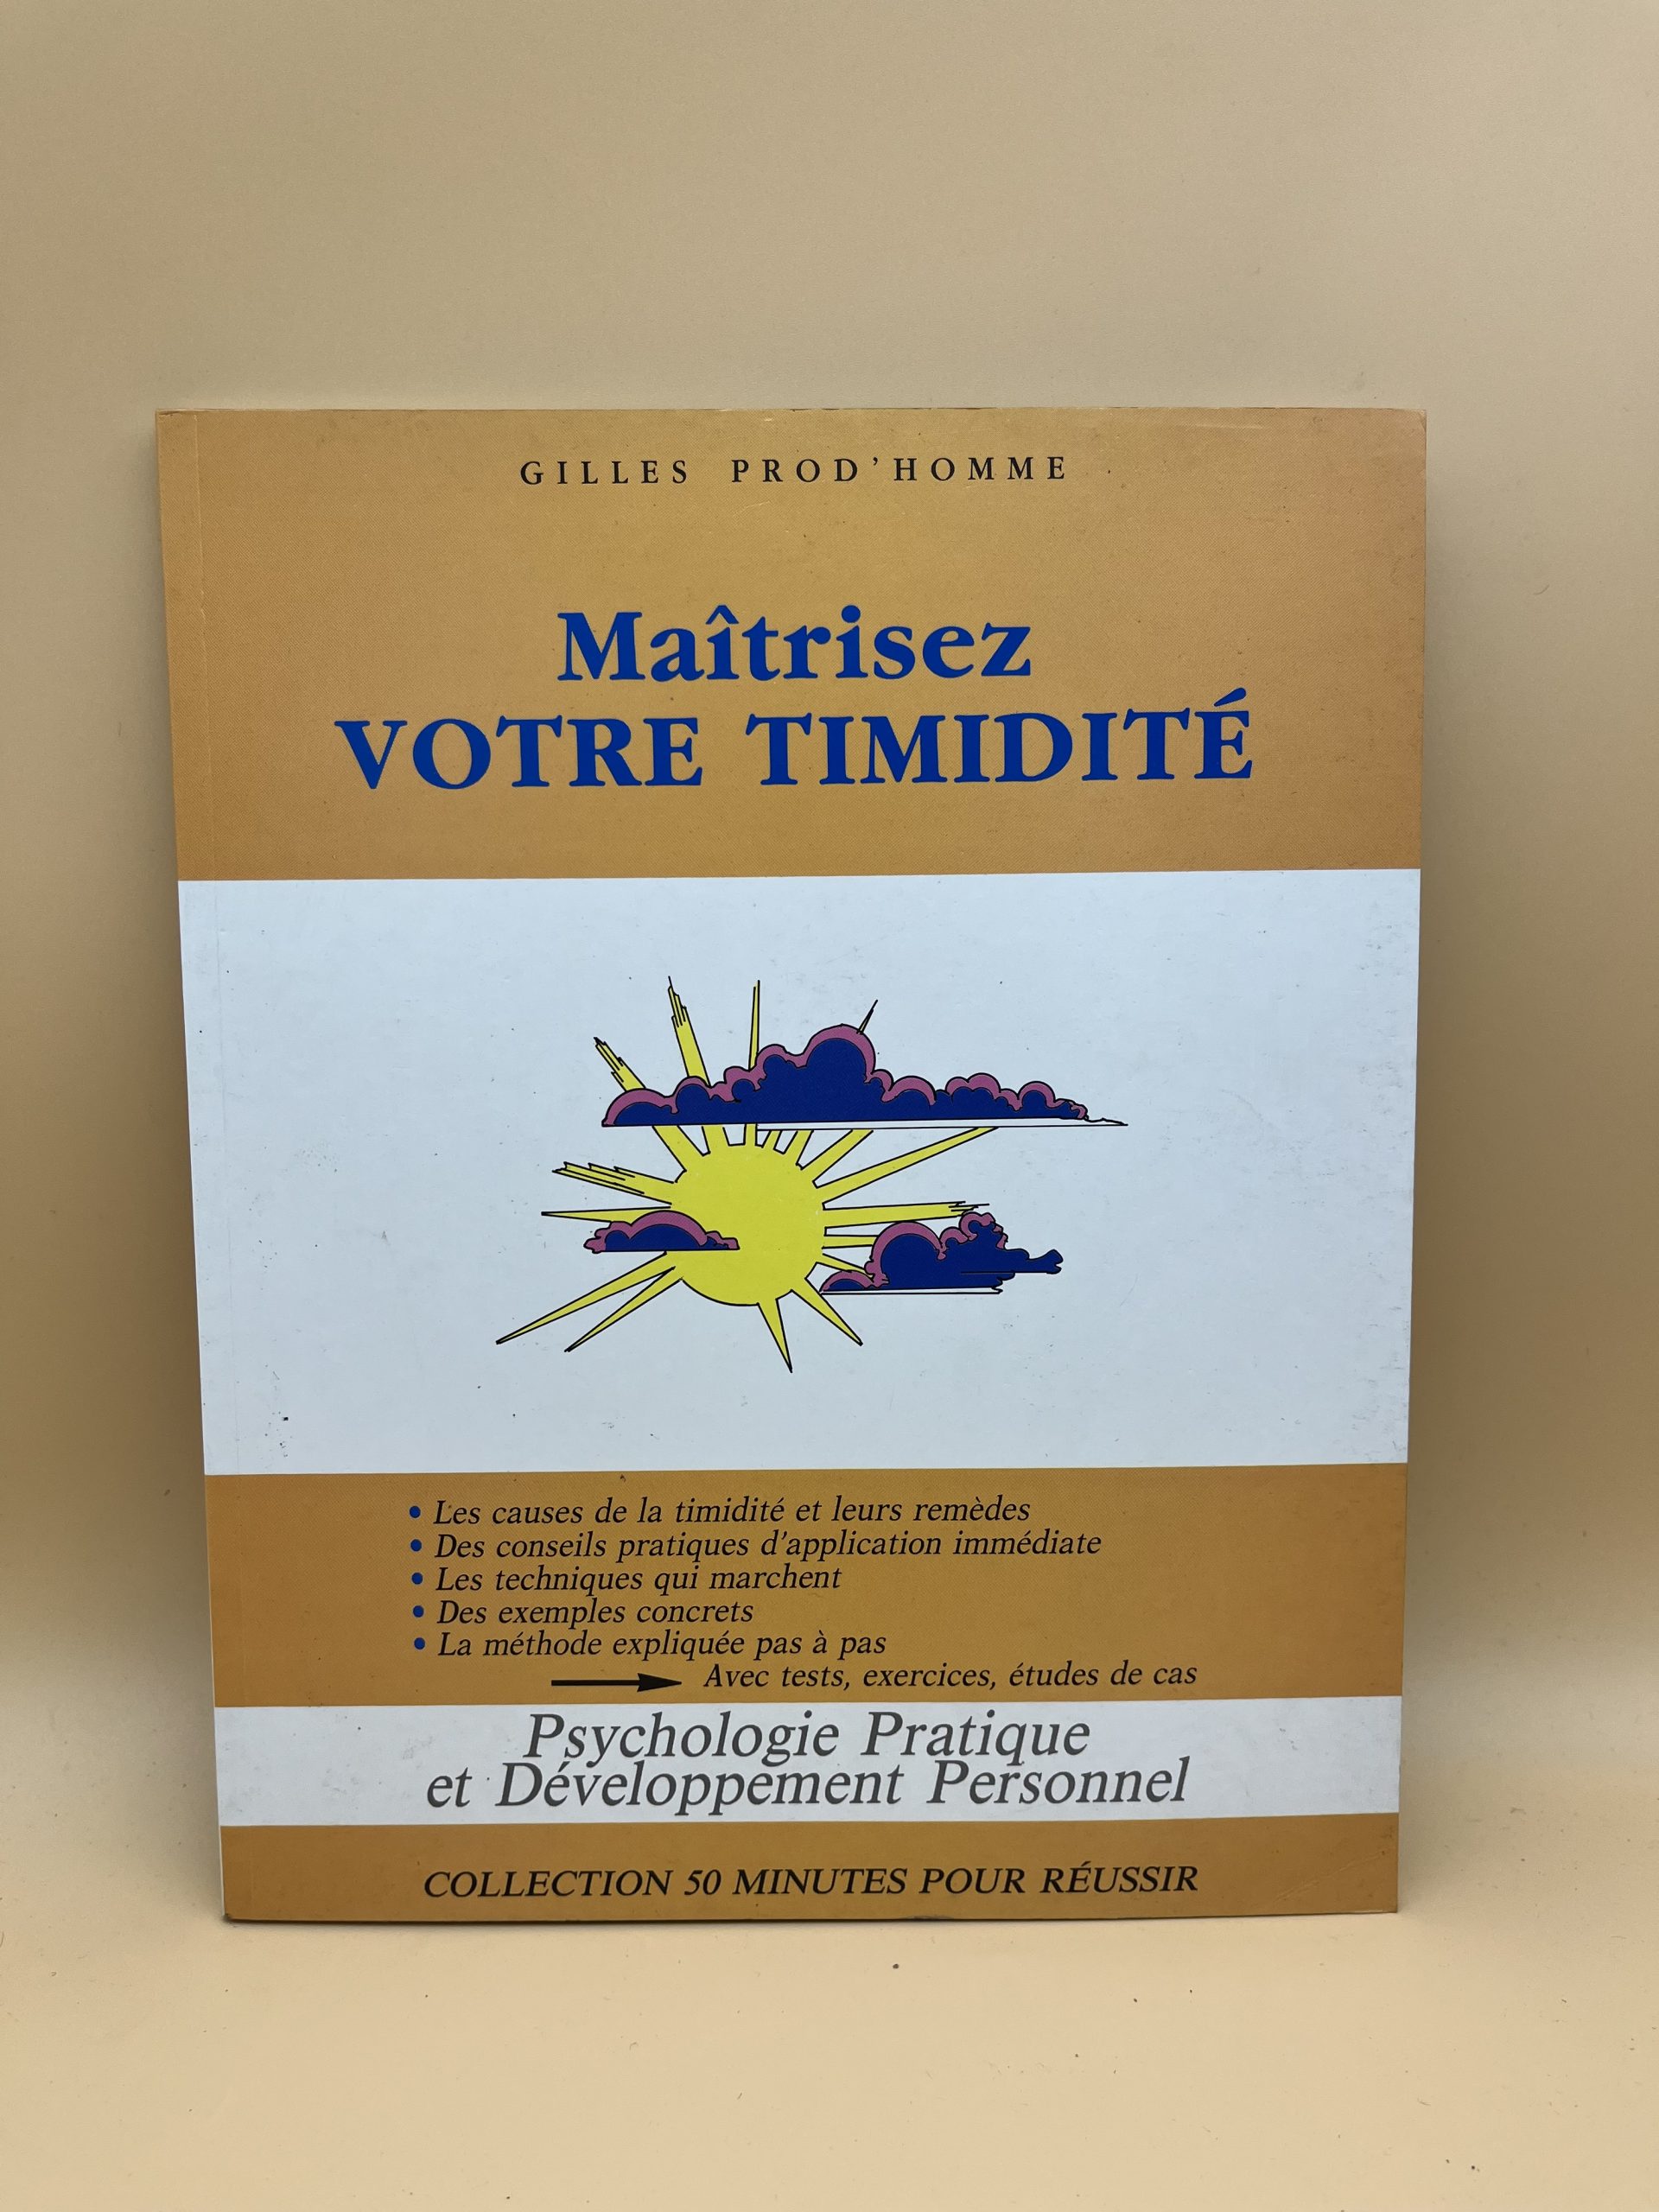 GILLES PROD'HOMME
Maîtrisez
VOTRE TIMIDITÉ
• Les causes de la timidité et leurs remèdes
• Des conseils pratiques d'application immédiate
• Les techniques qui marchent
• Des exemples concrets
• La méthode expliquée pas à pas
Avec tests, exercices, études de cas
Psychologie Pratique
et Développement Personnel
COLLECTION 50 MINUTES POUR RÉUSSIR